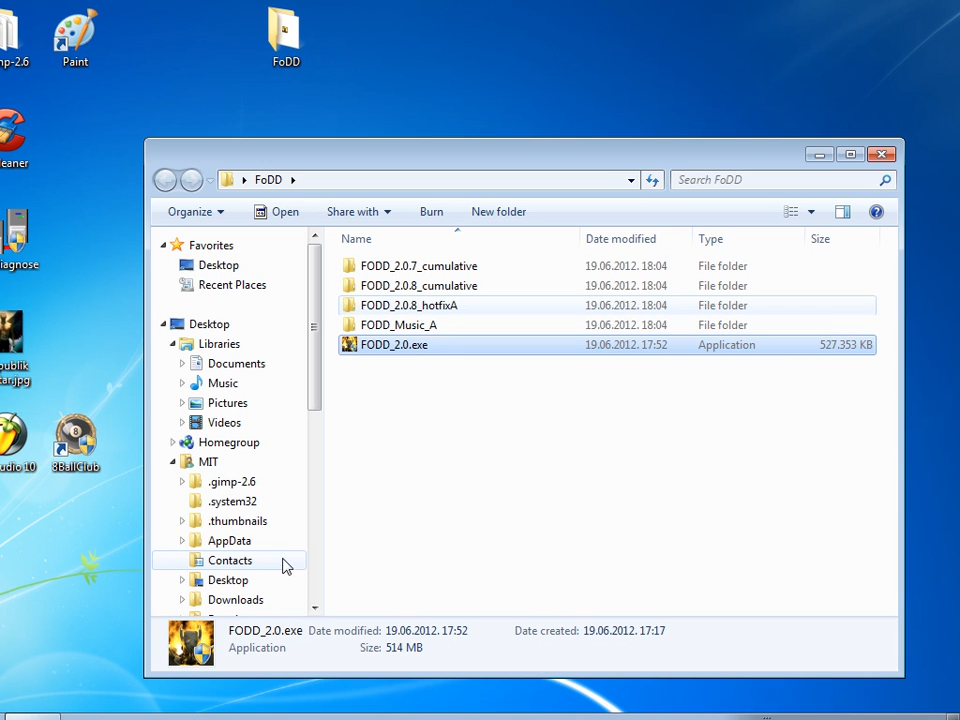 mp-2.6
Paint
FoDD
leaner
iagnose
publik
tar.jpg
udio 10
8BallClub
FoDD
Search FoDD
Organize
Open
Share with
Burn
New folder
Name
Date modified
Type
Size
FODD_2.0.7_cumulative 19.06.2012. 18:04 File folder
FODD_2.0.8_cumulative 19.06.2012. 18:04 File folder
FODD_2.0.8_hotfixA 19.06.2012. 18:04 File folder
FODD_Music_A 19.06.2012. 18:04 File folder
FODD_2.0.exe 19.06.2012. 17:52 Application 527.353 KB
Favorites
Desktop
Recent Places
Desktop
Libraries
Documents
Music
Pictures
Videos
Homegroup
MIT
.gimp-2.6
.system32
.thumbnails
AppData
Contacts
Desktop
Downloads
FODD_2.0.exe Date modified: 19.06.2012. 17:52 Date created: 19.06.2012. 17:17
Application Size: 514 MB